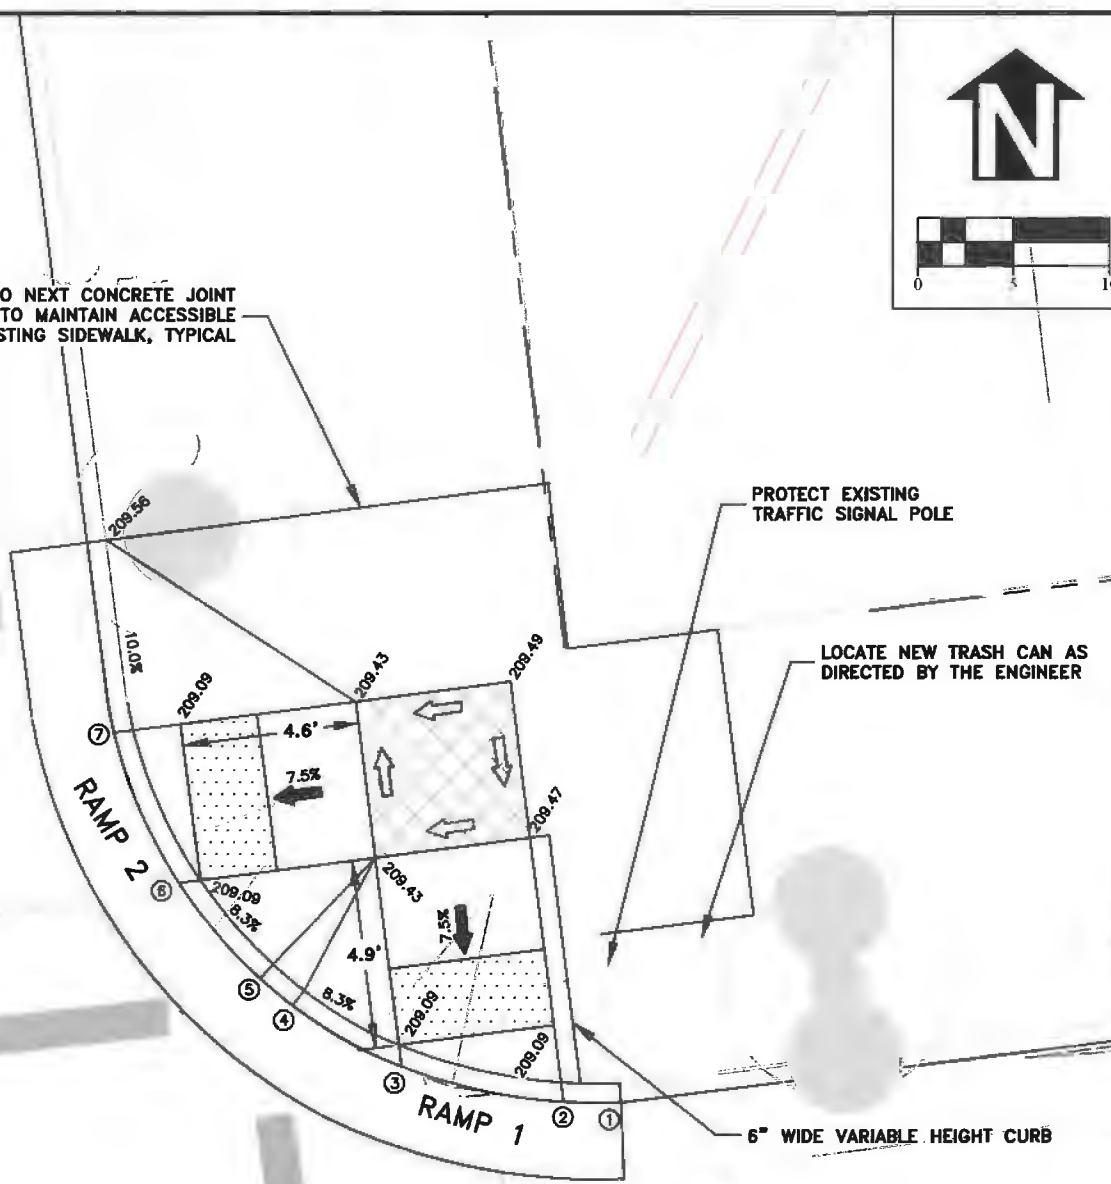 N
0 5
O NEXT CONCRETE JOINT
TO MAINTAIN ACCESSIBLE
STING SIDEWALK, TYPICAL
PROTECT EXISTING
TRAFFIC SIGNAL POLE
LOCATE NEW TRASH CAN AS
DIRECTED BY THE ENGINEER
209.56
10.0%
209.09
209.43
209.49
7
4.6'
7.5%
RAMP 2
209.47
6
209.09
8.3%
209.43
7.5%
4.9'
5
4
8.3%
209.09
209.09
3
RAMP 1
2
1
6" WIDE VARIABLE HEIGHT CURB